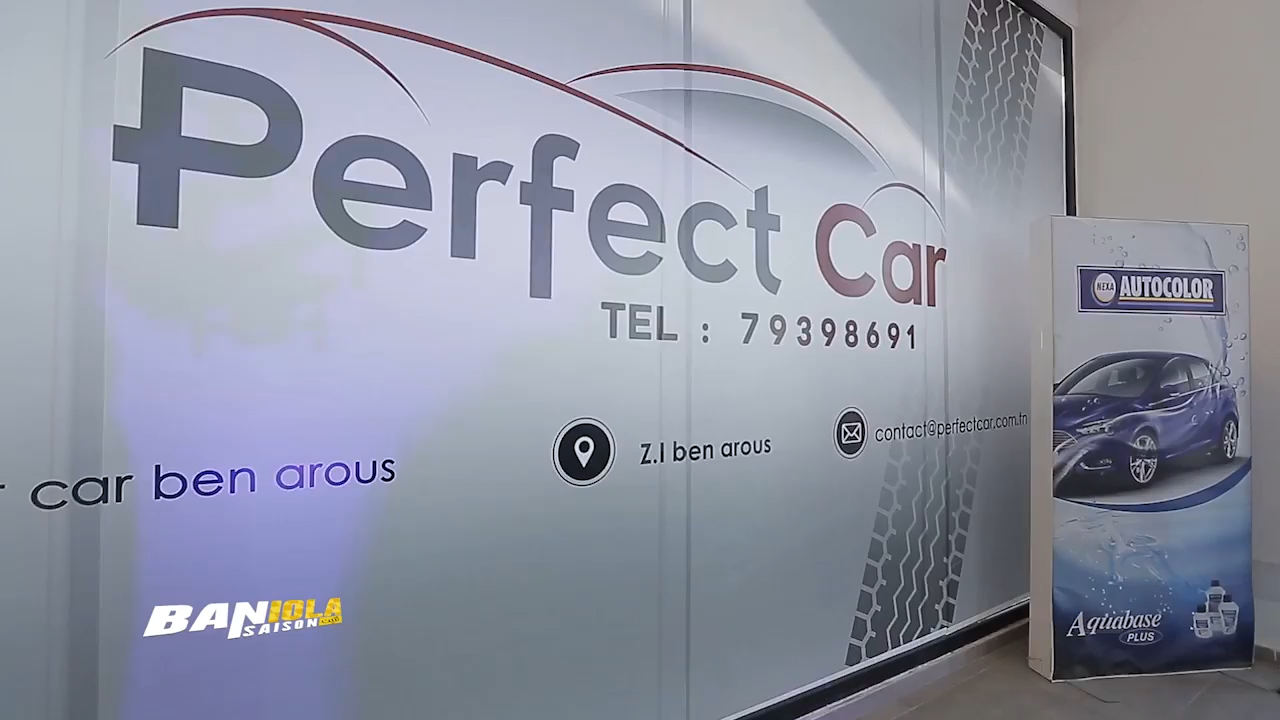 Perfect Car
TEL : 79398691
Z.I ben arous
contact@perfectcar.com.tn
car ben arous
NEXA AUTOCOLOR
Aquabase
PLUS
BANIOLA
SAISON